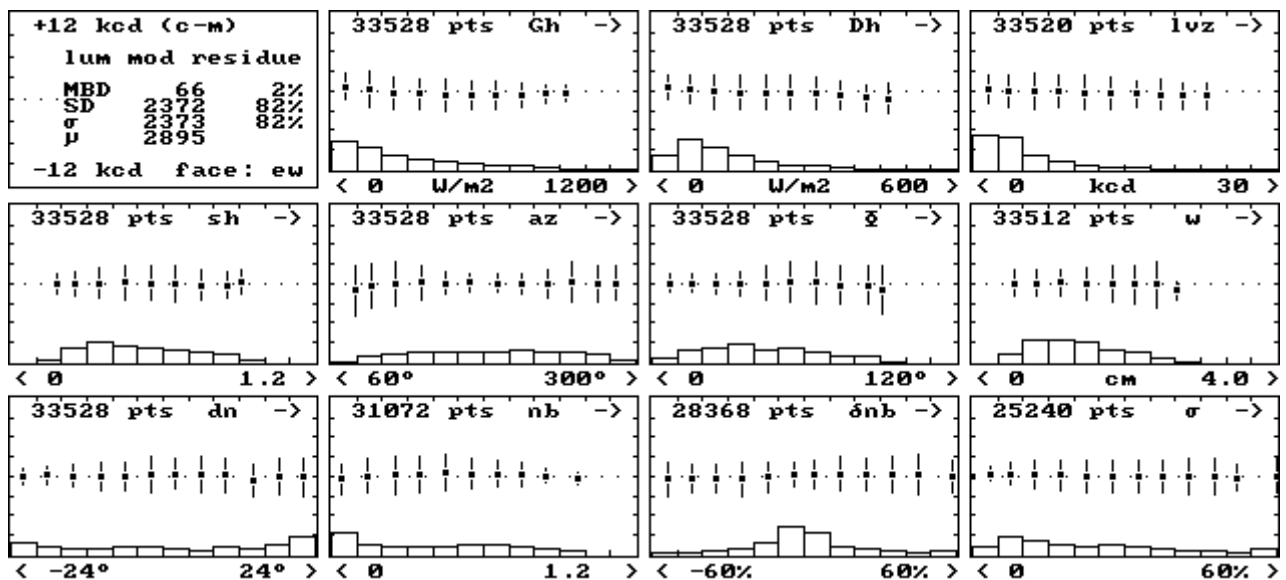 +12 kcd (c-m)
lum mod residue
MBD 66 2%
SD 2372 82%
σ 2373 82%
μ 2895
-12 kcd face: ew
33528 pts Gh ->
< 0 W/m2 1200 >
33528 pts Dh ->
< 0 W/m2 600 >
33520 pts lvz ->
< 0 kcd 30 >
33528 pts sh ->
< 0 1.2 >
33528 pts az ->
< 60° 300° >
33528 pts Φ ->
< 0 120° >
33512 pts w ->
< 0 cm 4.0 >
33528 pts dn ->
< -24° 24° >
31072 pts nb ->
< 0 1.2 >
28368 pts δnb ->
< -60% 60% >
25240 pts σ ->
< 0 60% >